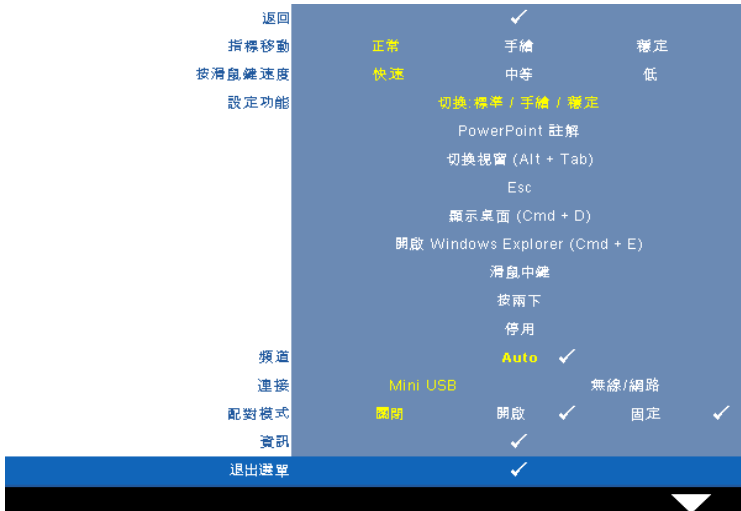 返回 ✓
指標移動 正常 手繪 穩定
按滑鼠鍵速度 快速 中等 低
設定功能 切換:標準 / 手繪 / 穩定
PowerPoint 註解
切換視窗 (Alt + Tab)
Esc
顯示桌面 (Cmd + D)
開啟 Windows Explorer (Cmd + E)
滑鼠中鍵
按兩下
停用
頻道 Auto ✓
連接 Mini USB 無線/網路
配對模式 關閉 開啟 ✓ 固定 ✓
資訊 ✓
退出選單 ✓